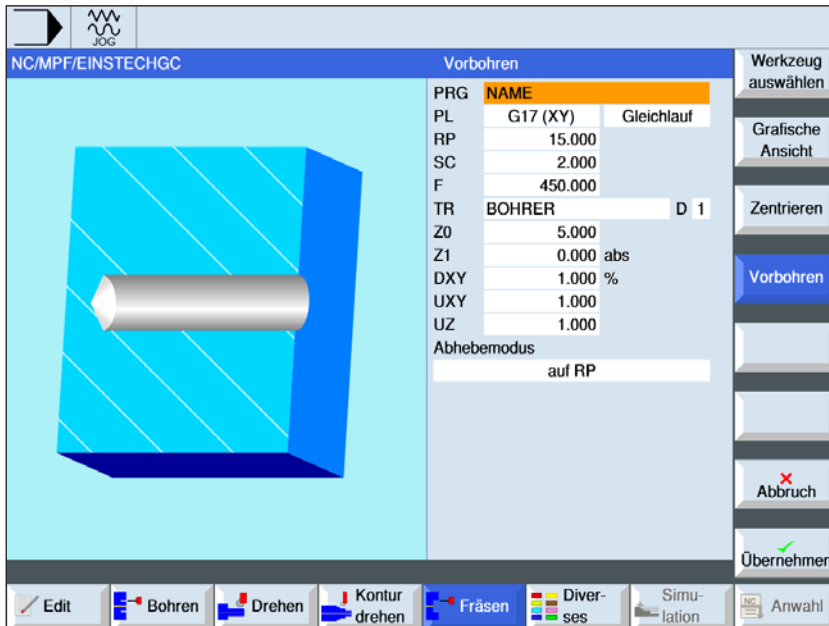 JOG
NC/MPF/EINSTECHGC
Vorbohren
PRG NAME
PL G17 (XY) Gleichlauf
RP 15.000
SC 2.000
F 450.000
TR BOHRER D 1
Z0 5.000
Z1 0.000 abs
DXY 1.000 %
UXY 1.000
UZ 1.000
Abhebemodus
auf RP
Werkzeug
auswählen
Grafische
Ansicht
Zentrieren
Vorbohren
Abbruch
Übernehmen
Edit
Bohren
Drehen
Kontur
drehen
Fräsen
Diver-
ses
Simu-
lation
NC
Anwahl